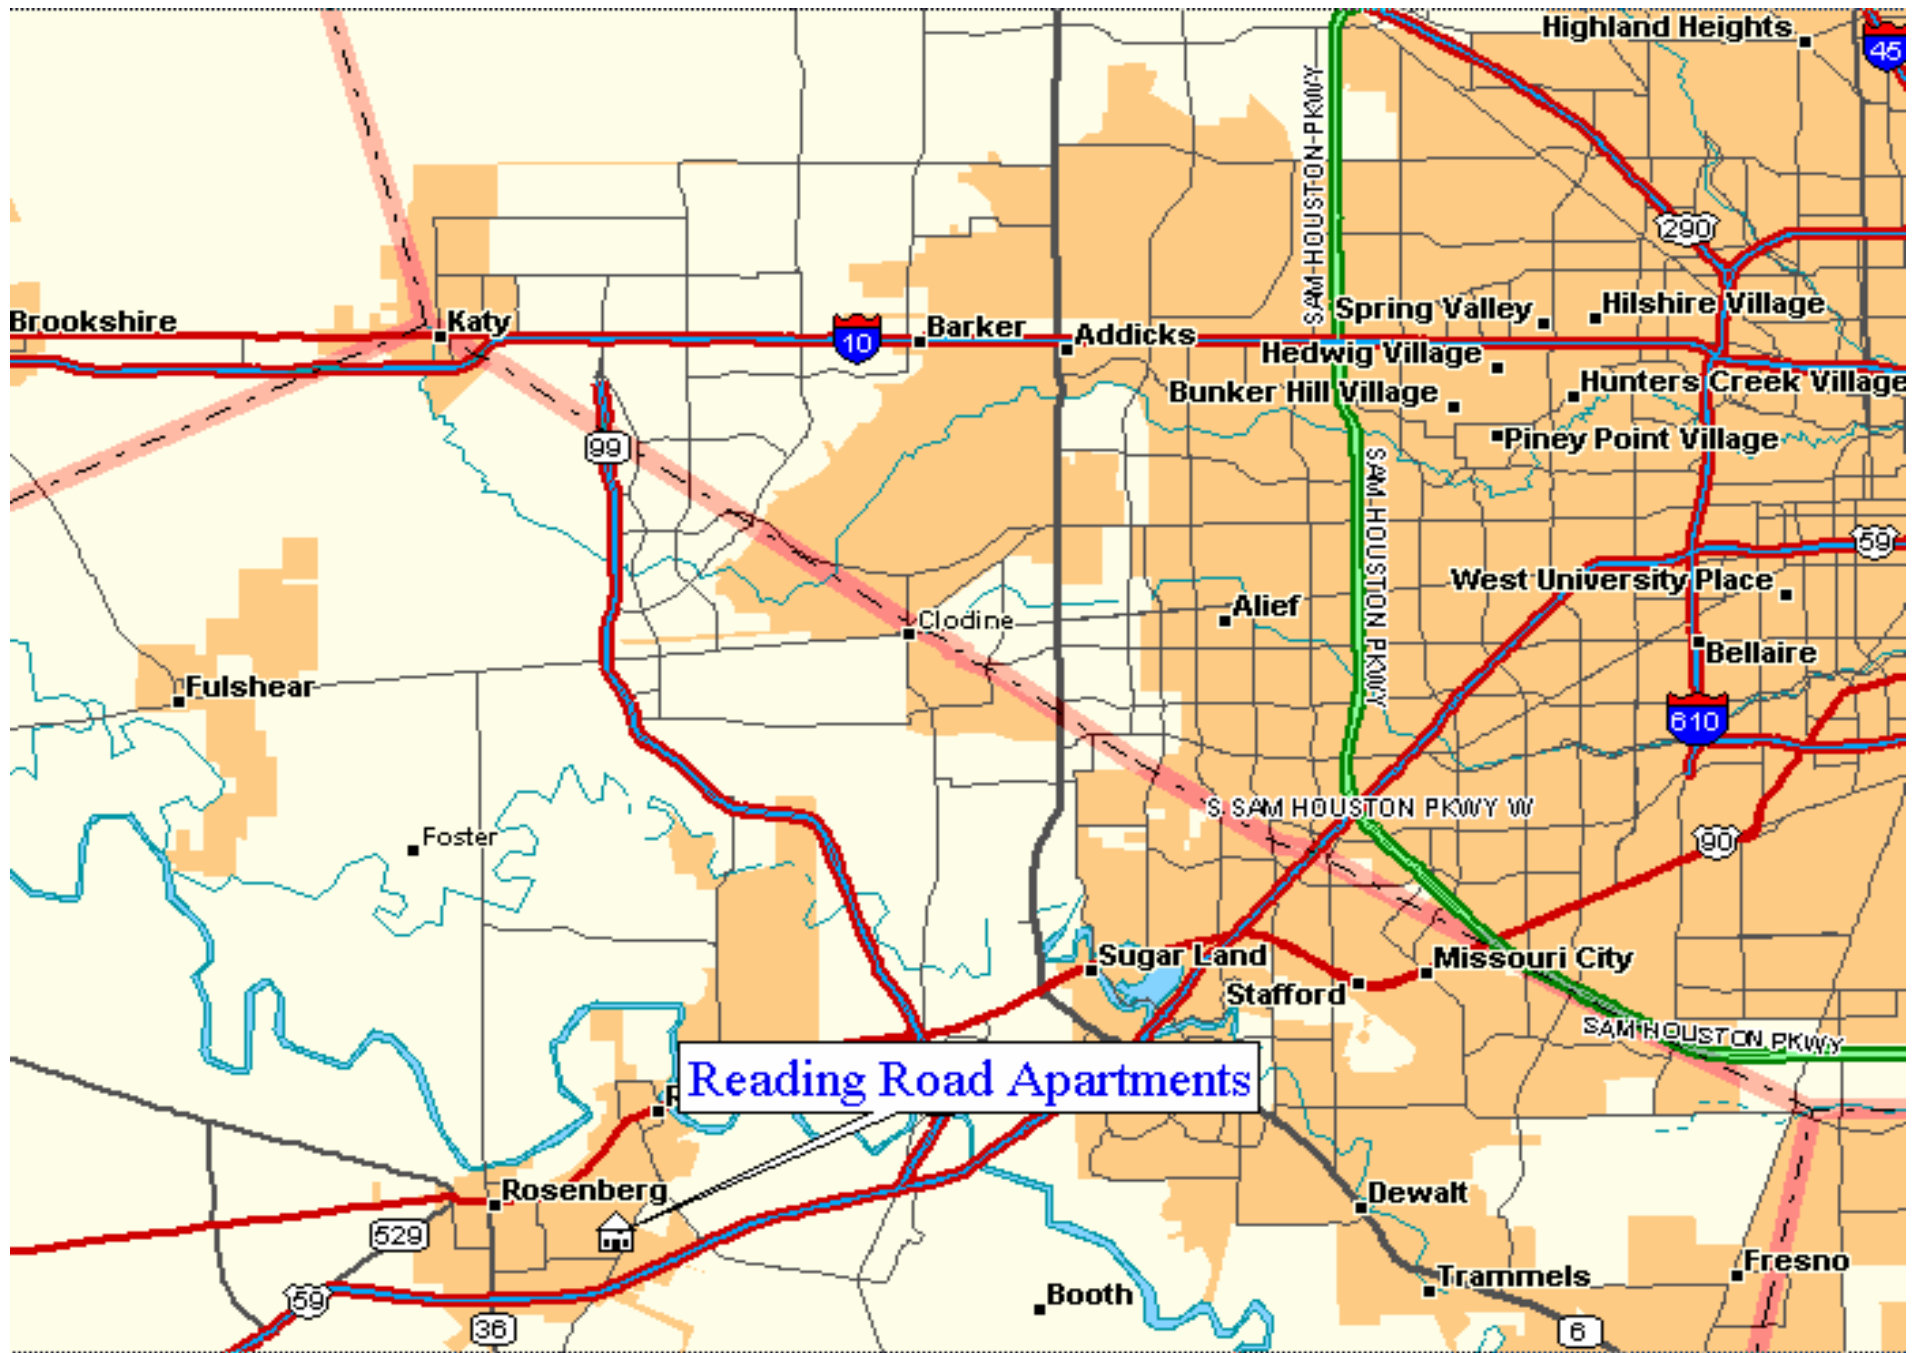 Highland Heights
45
SAM HOUSTON PKWY
290
Brookshire
Katy
10
Barker
Addicks
Spring Valley
Hilshire Village
Hedwig Village
Bunker Hill Village
Hunters Creek Village
99
Piney Point Village
SAM HOUSTON PKWY
59
West University Place
Alief
Clodine
Bellaire
Fulshear
610
S SAM HOUSTON PKWY W
Foster
90
Sugar Land
Missouri City
Stafford
SAM HOUSTON PKWY
Reading Road Apartments
Rosenberg
Dewalt
529
Fresno
Trammels
59
Booth
36
6